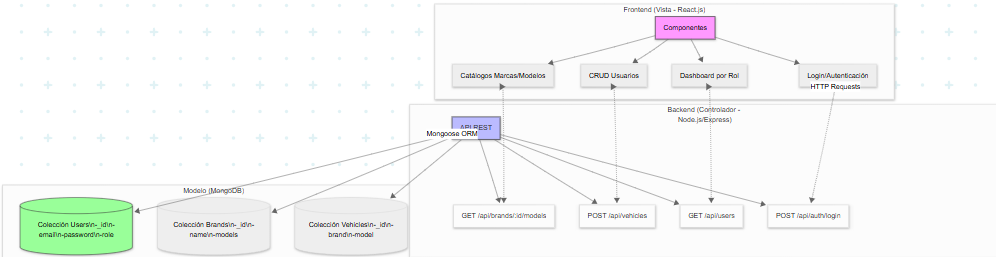 Frontend (Vista - React.js)
Componentes
Catálogos Marcas/Modelos
CRUD Usuarios
Dashboard por Rol
Login/Autenticación
HTTP Requests
Backend (Controlador -
Node.js/Express)
API REST
Mongoose ORM
Modelo (MongoDB)
Colección Users\n-_id\n-
email\n-password\n-role
Colección Brands\n-_id\n-
name\n-models
Colección Vehicles\n-_id\n-
brand\n-model
GET /api/brands/:id/models
POST /api/vehicles
GET /api/users
POST /api/auth/login